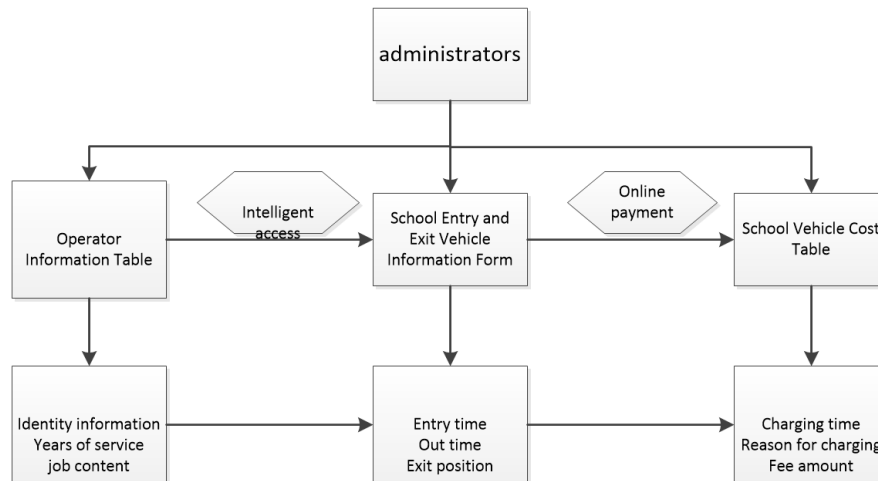 administrators
Operator
Information Table
Intelligent
access
School Entry and
Exit Vehicle
Information Form
Online
payment
School Vehicle Cost
Table
Identity information
Years of service
job content
Entry time
Out time
Exit position
Charging time
Reason for charging
Fee amount